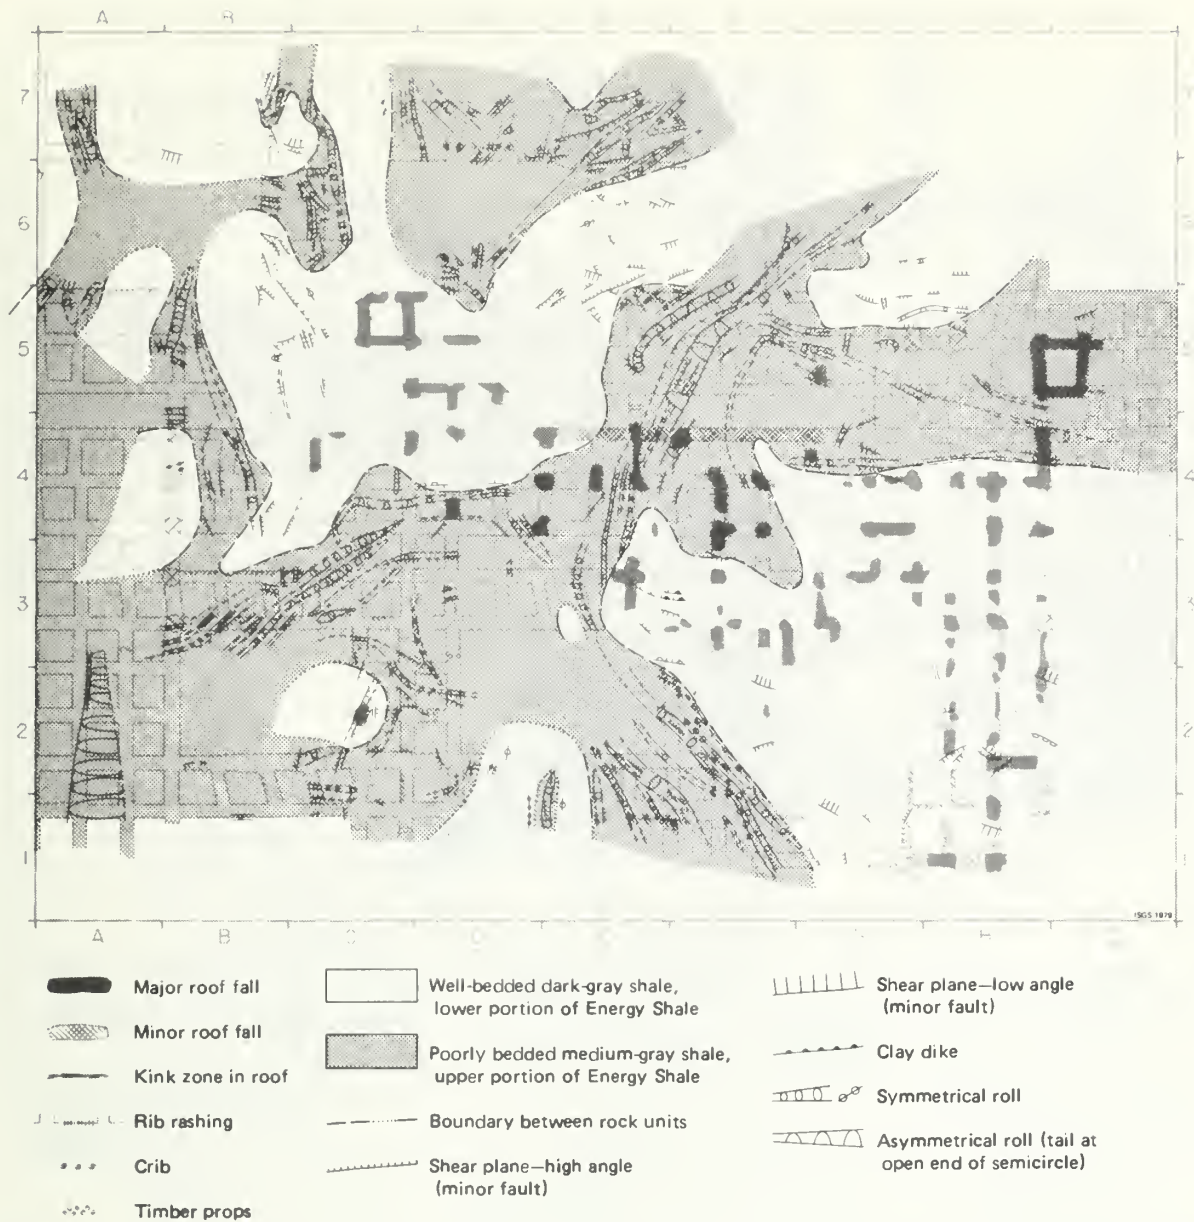 A B
7
6
5
4
3
2
1
ISGS 1979
A B C D E G H
Major roof fall
Minor roof fall
Kink zone in roof
Rib rashing
Crib
Timber props
Well-bedded dark-gray shale,
lower portion of Energy Shale
Poorly bedded medium-gray shale,
upper portion of Energy Shale
Boundary between rock units
Shear plane—high angle
(minor fault)
Shear plane—low angle
(minor fault)
Clay dike
Symmetrical roll
Asymmetrical roll (tail at
open end of semicircle)